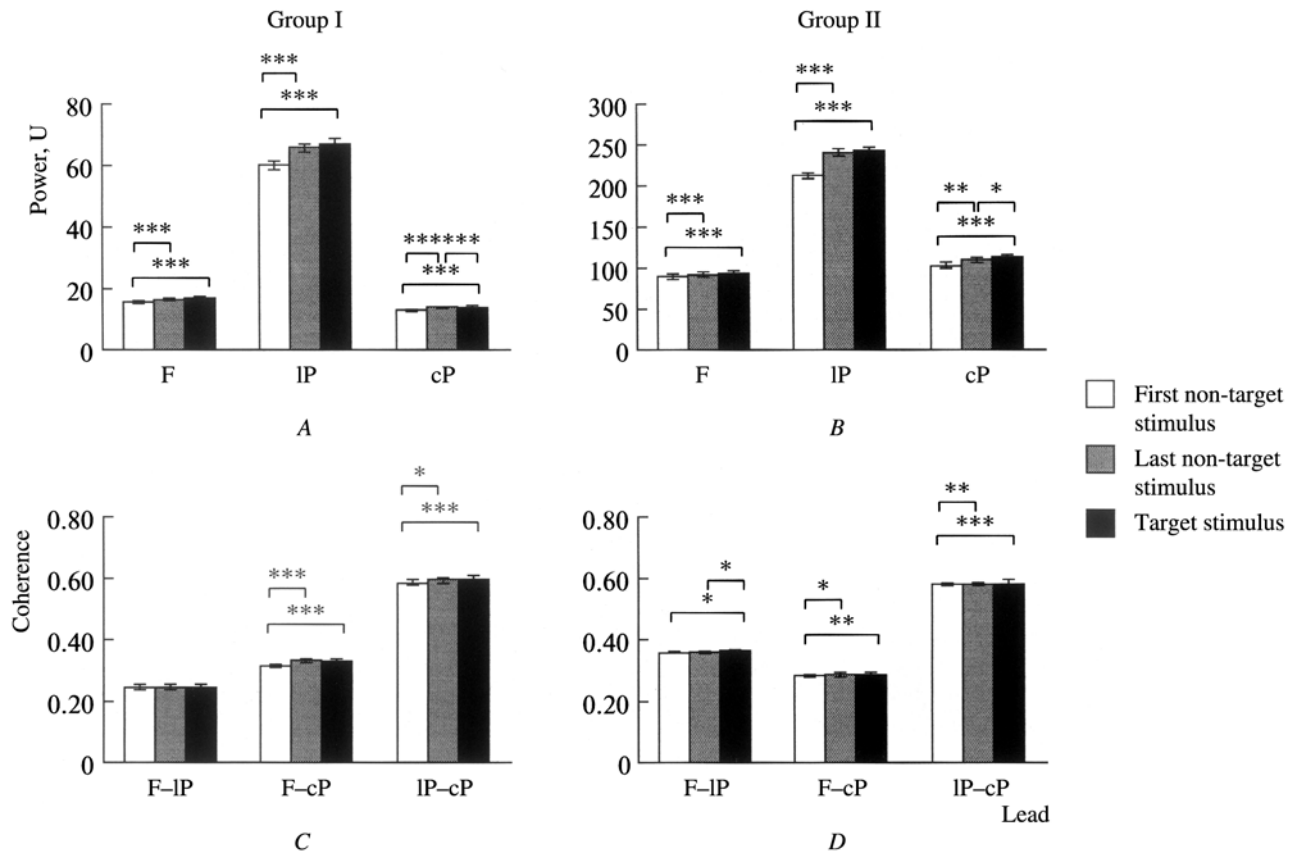 Group I
Group II
***
***
80
60
40
20
0
Power, U
***
***
***
***
******
***
F
lP
cP
A
300
250
200
150
100
50
0
***
***
***
***
** *
***
F
lP
cP
B
First non-target
stimulus
Last non-target
stimulus
Target stimulus
0.80
0.60
0.40
0.20
0
Coherence
***
***
*
***
F–lP
F–cP
lP–cP
C
0.80
0.60
0.40
0.20
0
*
*
*
**
**
***
F–lP
F–cP
lP–cP
Lead
D